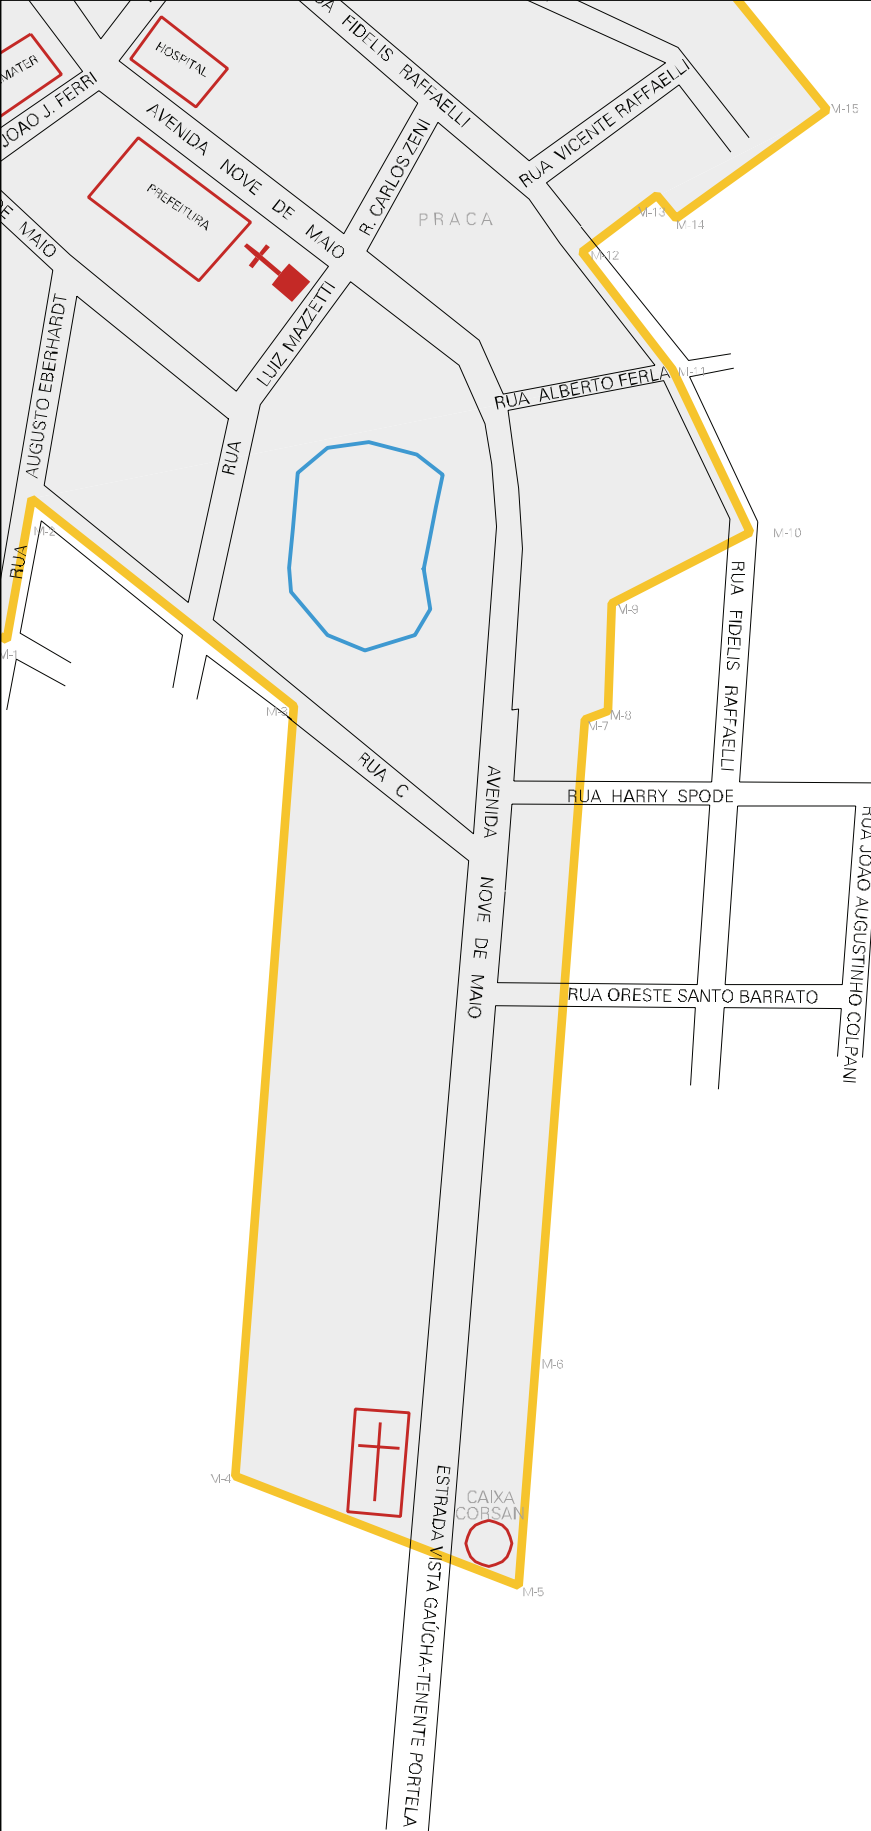 RUA FIDELIS RAFFAELLI
HOSPITAL
MATER
JOAO J. FERRI
RUA VICENTE RAFFAELLI
M-15
AVENIDA NOVE DE MAIO
R. CARLOS ZENI
PREFEITURA
PRACA
M-13
M-14
M-12
DE MAIO
RUA LUIZ MAZZETTI
RUA AUGUSTO EBERHARDT
M-11
RUA ALBERTO FERLA
M-2
M-10
M-9
RUA FIDELIS RAFFAELLI
M-1
M-3
M-8
M-7
RUA C
AVENIDA NOVE DE MAIO
RUA HARRY SPODE
RUA JOAO AUGUSTINHO COLPANI
RUA ORESTE SANTO BARRATO
M-6
M-4
CAIXA
CORSAN
M-5
ESTRADA VISTA GAÚCHA-TENENTE PORTELA